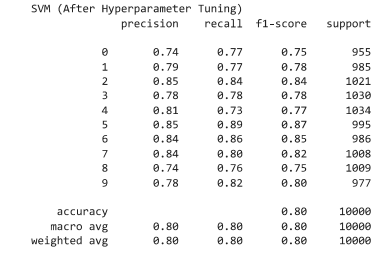 SVM (After Hyperparameter Tuning)
precision recall f1-score support
0 0.74 0.77 0.75 955
1 0.79 0.77 0.78 985
2 0.85 0.84 0.84 1021
3 0.78 0.78 0.78 1030
4 0.81 0.73 0.77 1034
5 0.85 0.89 0.87 995
6 0.84 0.86 0.85 986
7 0.84 0.80 0.82 1008
8 0.74 0.76 0.75 1009
9 0.78 0.82 0.80 977
accuracy 0.80 10000
macro avg 0.80 0.80 0.80 10000
weighted avg 0.80 0.80 0.80 10000